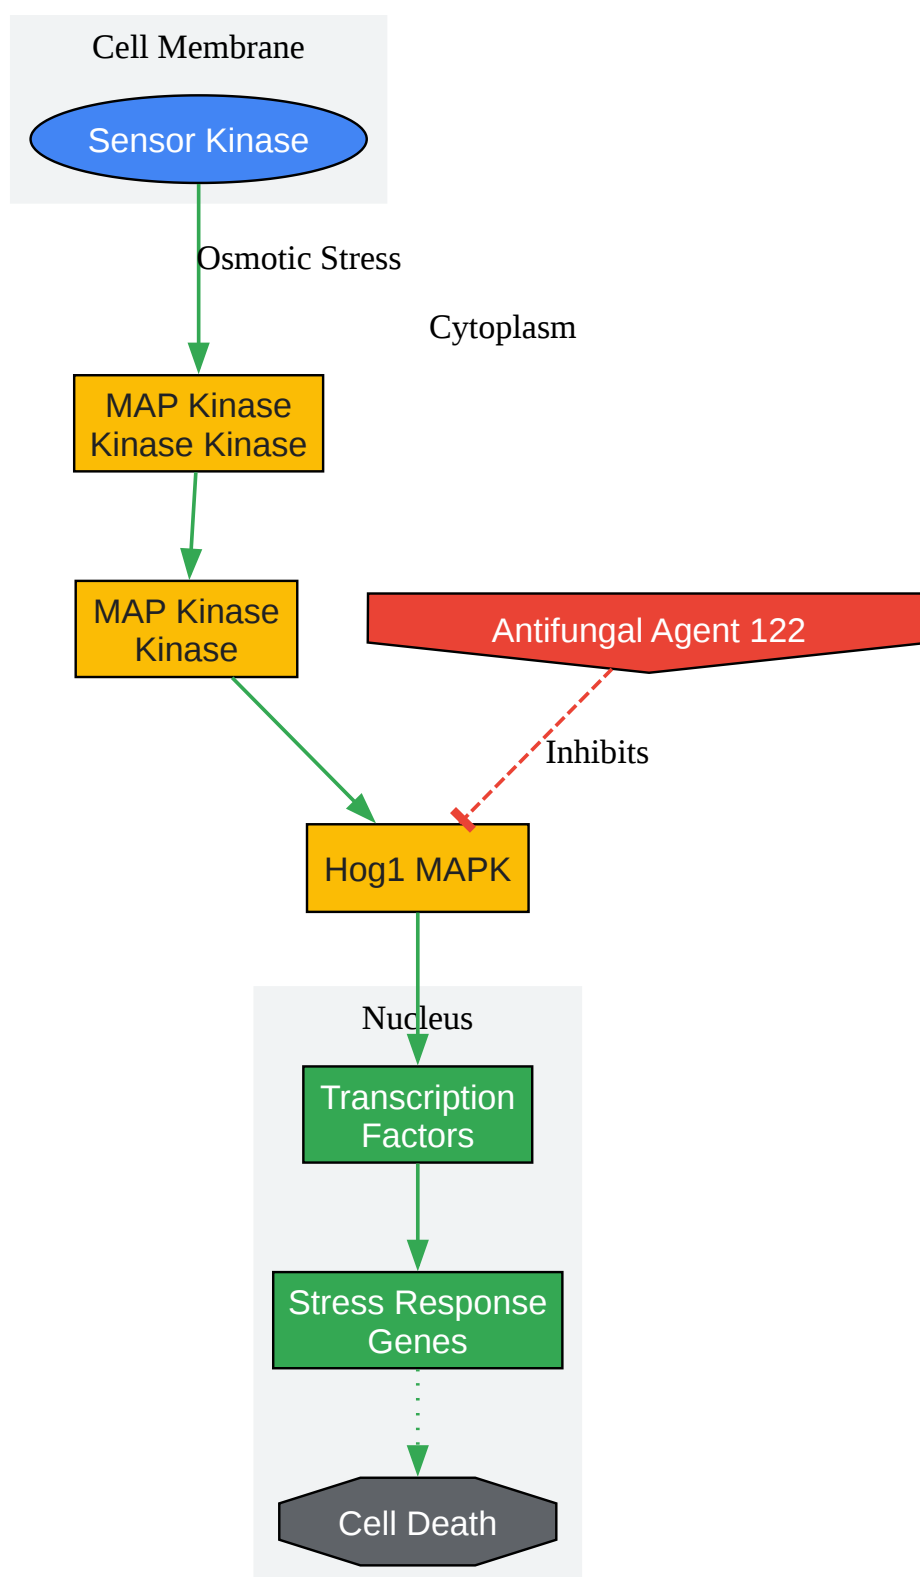 Cell Membrane
Sensor Kinase
Osmotic Stress
Cytoplasm
MAP Kinase
Kinase Kinase
MAP Kinase
Kinase
Antifungal Agent 122
Inhibits
Hog1 MAPK
Nucleus
Transcription
Factors
Stress Response
Genes
Cell Death